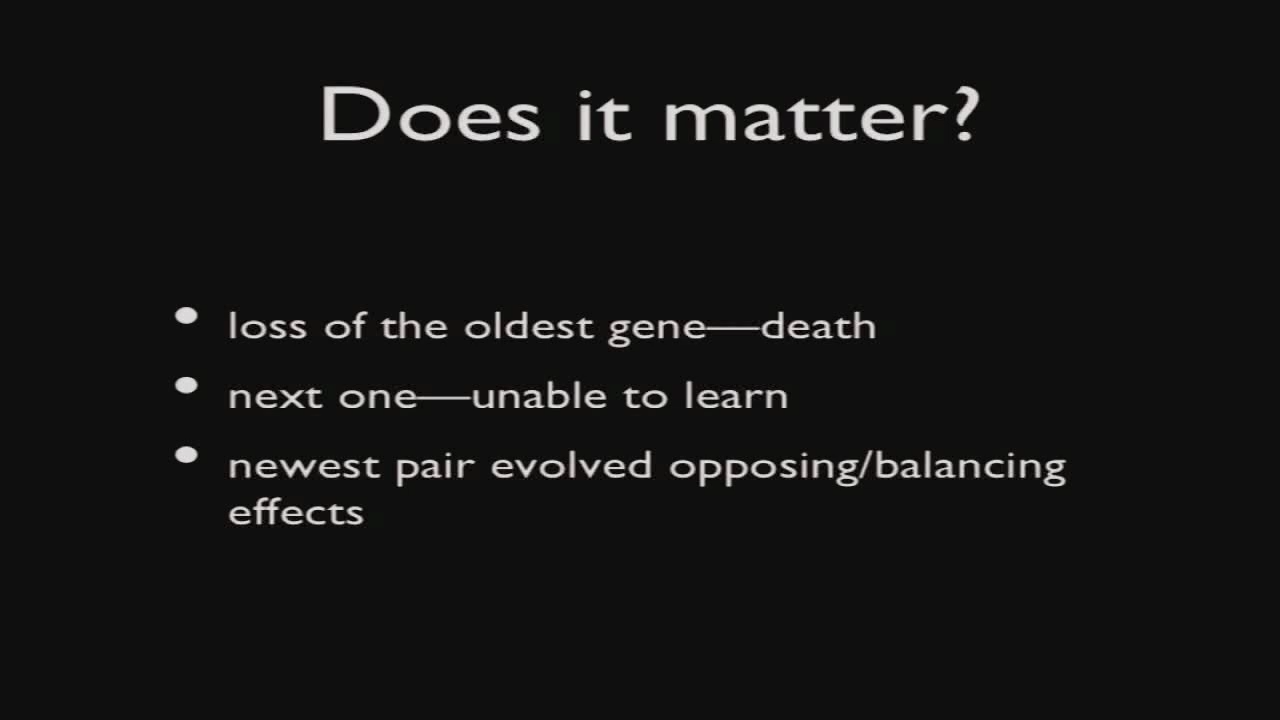 Does it matter?
• loss of the oldest gene—death
• next one—unable to learn
• newest pair evolved opposing/balancing
effects